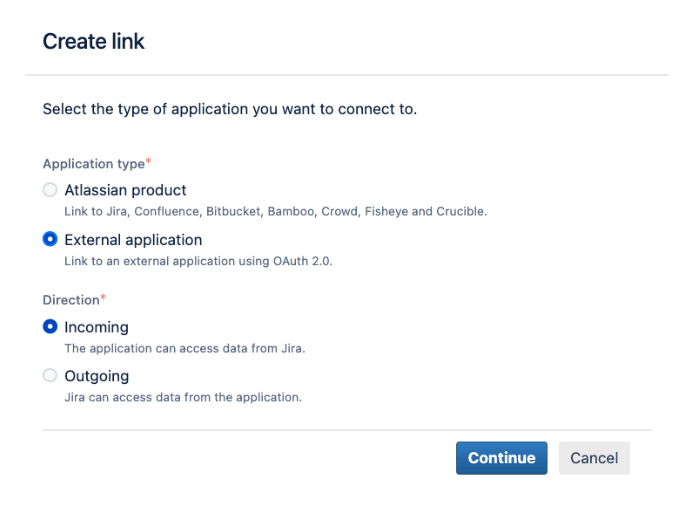 Create link
Select the type of application you want to connect to.
Application type*
Atlassian product
Link to Jira, Confluence, Bitbucket, Bamboo, Crowd, Fisheye and Crucible.
External application
Link to an external application using OAuth 2.0.
Direction*
Incoming
The application can access data from Jira.
Outgoing
Jira can access data from the application.
Continue Cancel